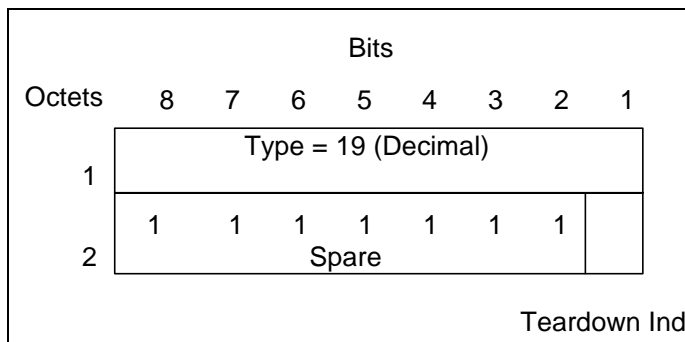 Bits
Octets 8 7 6 5 4 3 2 1
Type = 19 (Decimal)
1
1 1 1 1 1 1 1
2 Spare
Teardown Ind